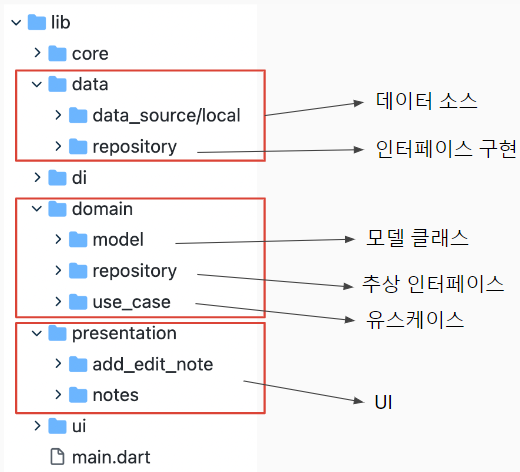 lib
core
data
data_source/local
데이터 소스
repository
인터페이스 구현
di
domain
model
모델 클래스
repository
추상 인터페이스
use_case
유스케이스
presentation
add_edit_note
notes
UI
ui
main.dart